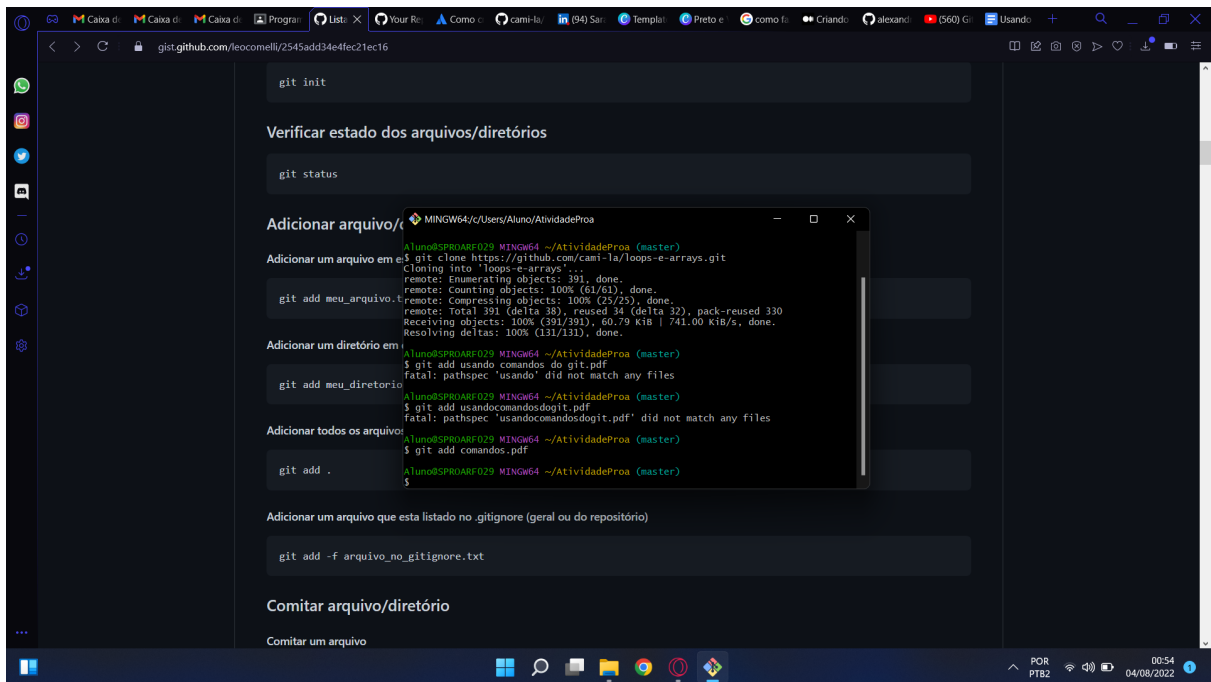 Caixa de
Caixa de
Caixa de
Program
Lista
Your Re
Como c
cami-la/
(94) Sar
Templat
Preto e
como fa
Criando
alexand
(560) Gi
Usando
gist.github.com/leocomelli/2545add34e4fec21ec16
git init
Verificar estado dos arquivos/diretórios
git status
Adicionar arquivo/
Adicionar um arquivo em e
git add meu_arquivo.t
Adicionar um diretório em
git add meu_diretorio
Adicionar todos os arquivos
git add .
Adicionar um arquivo que esta listado no .gitignore (geral ou do repositório)
git add -f arquivo_no_gitignore.txt
Comitar arquivo/diretório
Comitar um arquivo
MINGW64:/c/Users/Aluno/AtividadeProa
Aluno@SPROARF029 MINGW64 ~/AtividadeProa (master)
$ git clone https://github.com/cami-la/loops-e-arrays.git
Cloning into 'loops-e-arrays'...
remote: Enumerating objects: 391, done.
remote: Counting objects: 100% (61/61), done.
remote: Compressing objects: 100% (25/25), done.
remote: Total 391 (delta 38), reused 34 (delta 32), pack-reused 330
Receiving objects: 100% (391/391), 60.79 KiB | 741.00 KiB/s, done.
Resolving deltas: 100% (131/131), done.
Aluno@SPROARF029 MINGW64 ~/AtividadeProa (master)
$ git add usando comandos do git.pdf
fatal: pathspec 'usando' did not match any files
Aluno@SPROARF029 MINGW64 ~/AtividadeProa (master)
$ git add usandocomandosdogit.pdf
fatal: pathspec 'usandocomandosdogit.pdf' did not match any files
Aluno@SPROARF029 MINGW64 ~/AtividadeProa (master)
$ git add comandos.pdf
Aluno@SPROARF029 MINGW64 ~/AtividadeProa (master)
$
POR
PTB2
00:54
04/08/2022
1